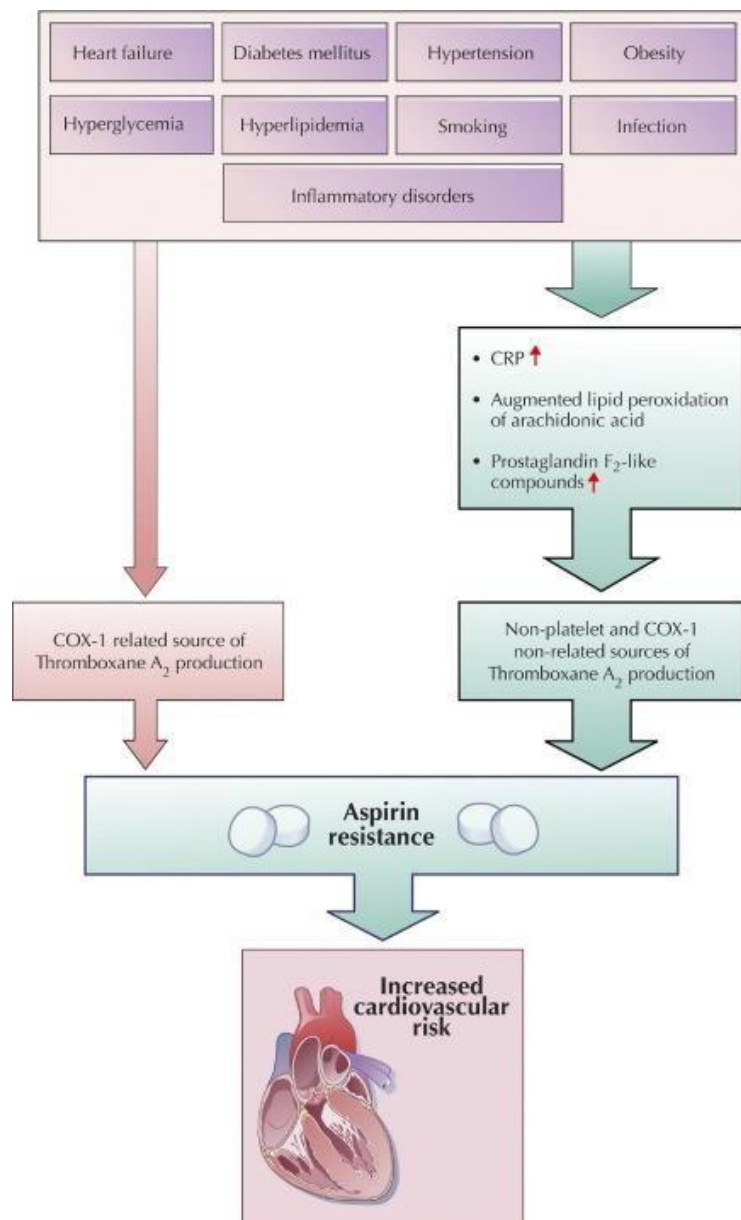 Heart failure
Diabetes mellitus
Hypertension
Obesity
Hyperglycemia
Hyperlipidemia
Smoking
Infection
Inflammatory disorders
• CRP ↑
• Augmented lipid peroxidation
of arachidonic acid
• Prostaglandin F₂-like
compounds ↑
COX-1 related source of
Thromboxane A₂ production
Non-platelet and COX-1
non-related sources of
Thromboxane A₂ production
Aspirin
resistance
Increased
cardiovascular
risk